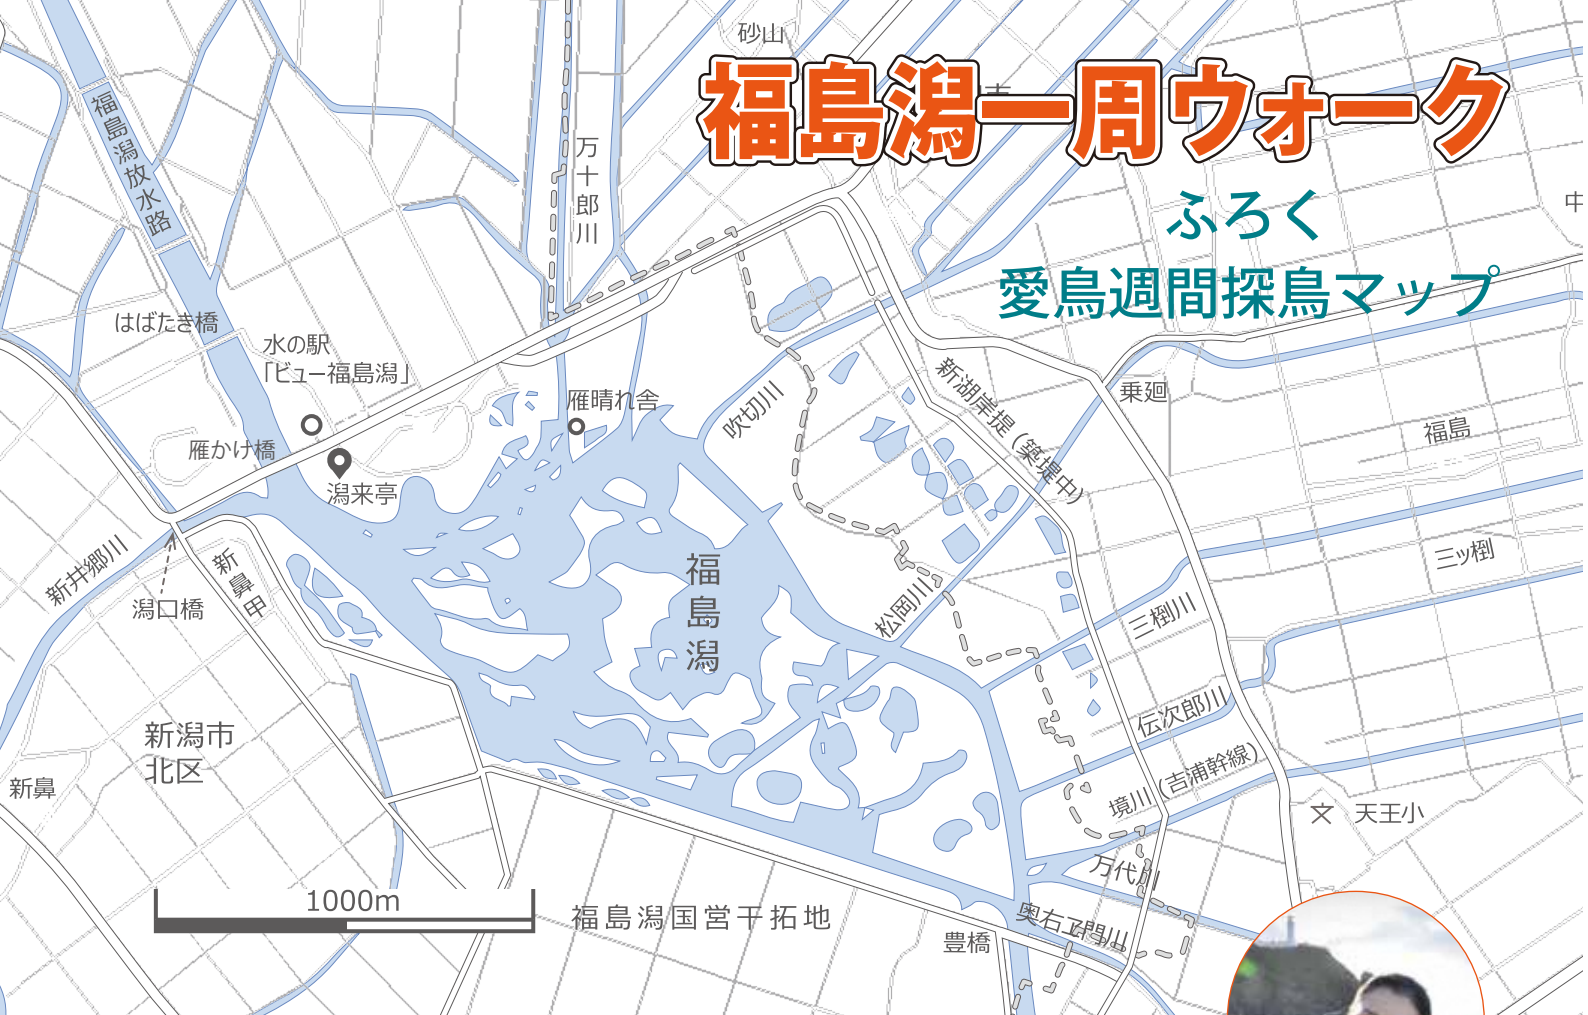 砂山
福島潟一周ウォーク
ふろく
愛鳥週間探鳥マップ
中
福島潟放水路
万十郎川
はばたき橋
水の駅
「ビュー福島潟」
雁晴れ舎
雁かけ橋
潟来亭
吹切川
新湖岸提（築堤中）
乗廻
福島
新井郷川
潟口橋
新鼻甲
福島潟
松岡川
三ッ樋
三樋川
伝次郎川
境川（吉浦幹線）
新潟市
北区
新鼻
天王小
万代川
1000m
福島潟国営干拓地
奥右ヱ門川
豊橋